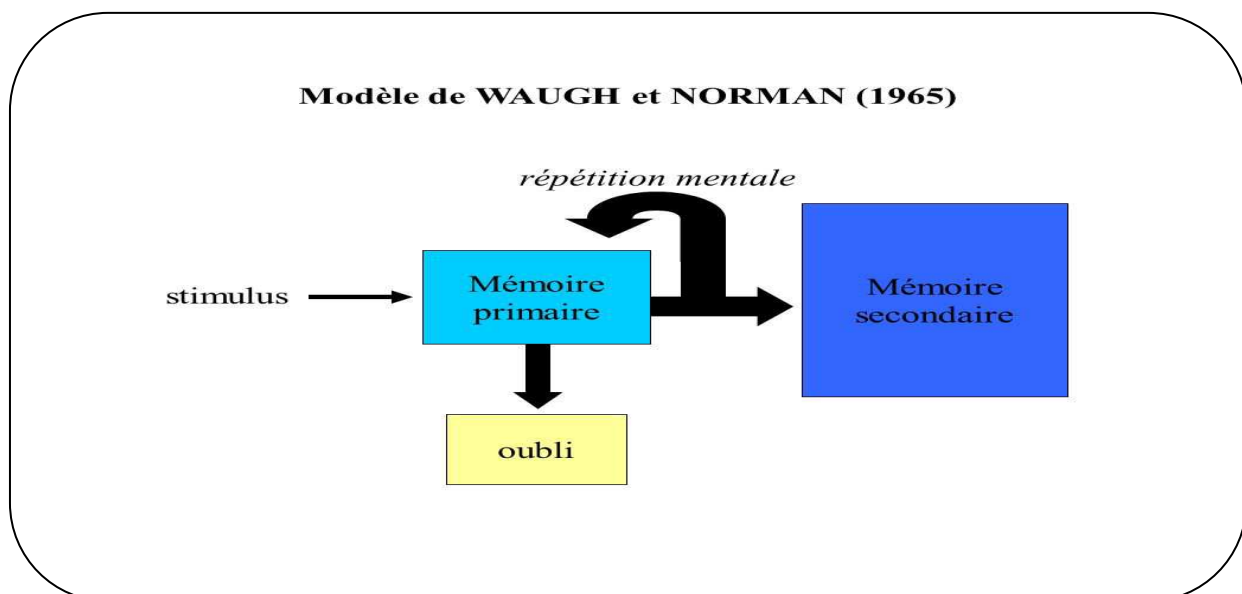 Modèle de WAUGH et NORMAN (1965)
répétition mentale
stimulus
Mémoire
primaire
Mémoire
secondaire
oubli